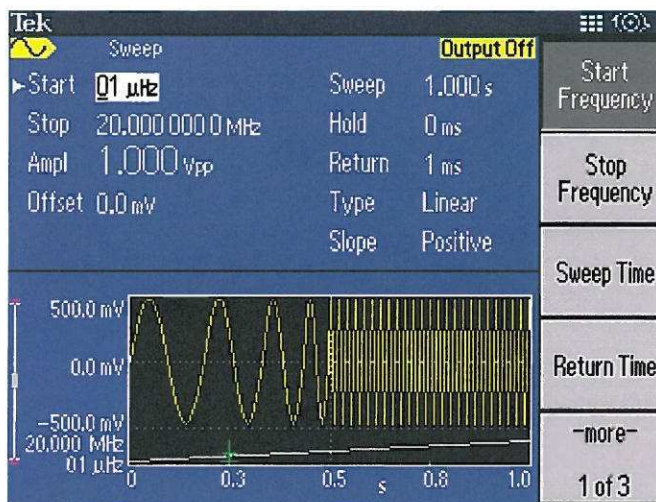 Tek
Sweep
Output Off
Start 01 µHz
Stop 20.000 000 0 MHz
Ampl 1.000 Vpp
Offset 0.0 mV
Sweep 1.000 s
Hold 0 ms
Return 1 ms
Type Linear
Slope Positive
500.0 mV
0.0 mV
-500.0 mV
20.000 MHz
01 µHz
0 0.3 0.5 s 0.8 1.0
Start
Frequency
Stop
Frequency
Sweep Time
Return Time
-more-
1 of 3